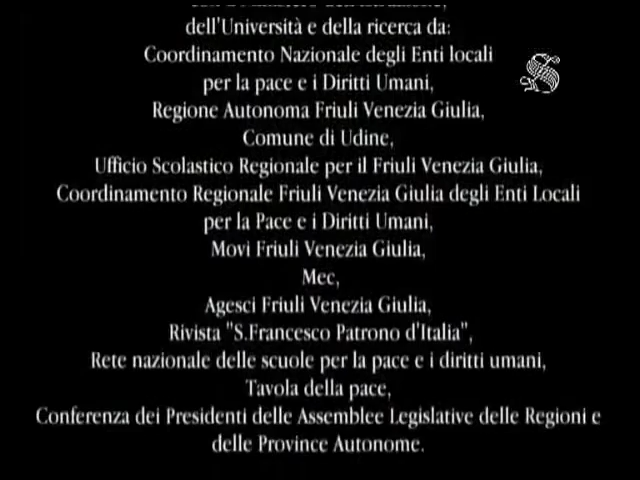 dell'Università e della ricerca da:
Coordinamento Nazionale degli Enti locali
per la pace e i Diritti Umani,
Regione Autonoma Friuli Venezia Giulia,
Comune di Udine,
Ufficio Scolastico Regionale per il Friuli Venezia Giulia,
Coordinamento Regionale Friuli Venezia Giulia degli Enti Locali
per la Pace e i Diritti Umani,
Movi Friuli Venezia Giulia,
Mec,
Agesci Friuli Venezia Giulia,
Rivista "S.Francesco Patrono d'Italia",
Rete nazionale delle scuole per la pace e i diritti umani,
Tavola della pace,
Conferenza dei Presidenti delle Assemblee Legislative delle Regioni e
delle Province Autonome.